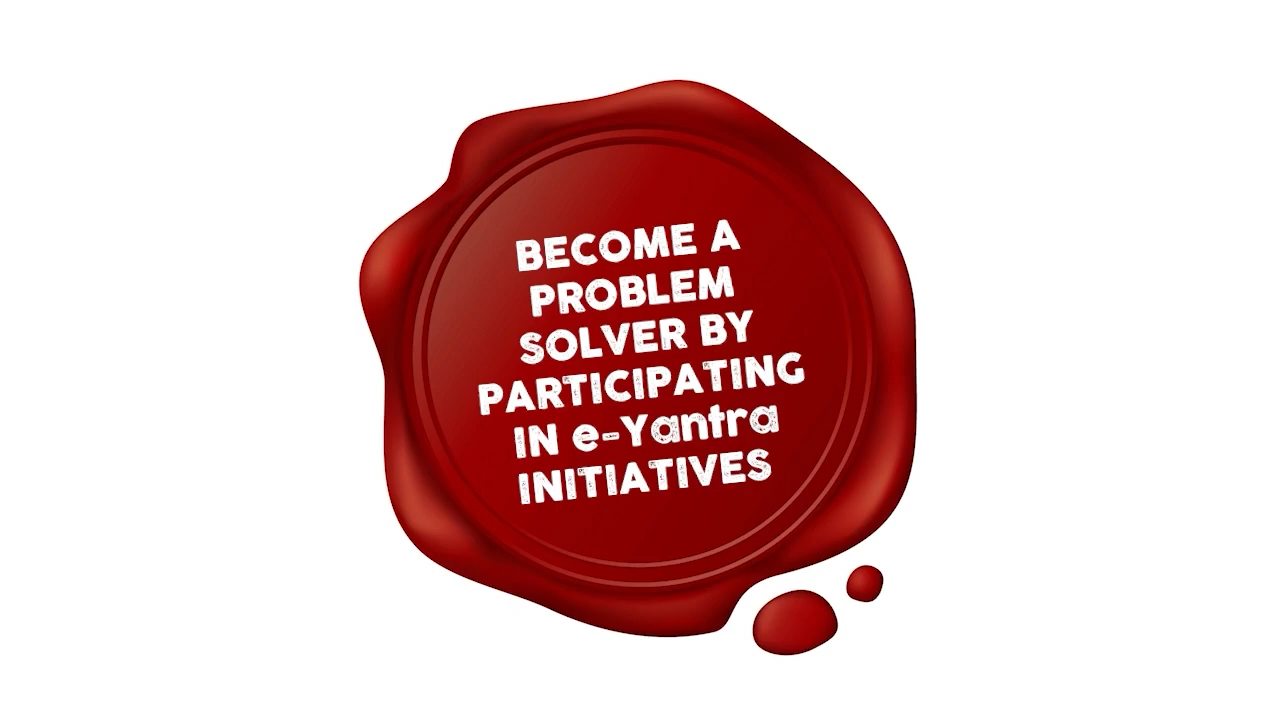 BECOME A
PROBLEM
SOLVER BY
PARTICIPATING
IN e-Yantra
INITIATIVES